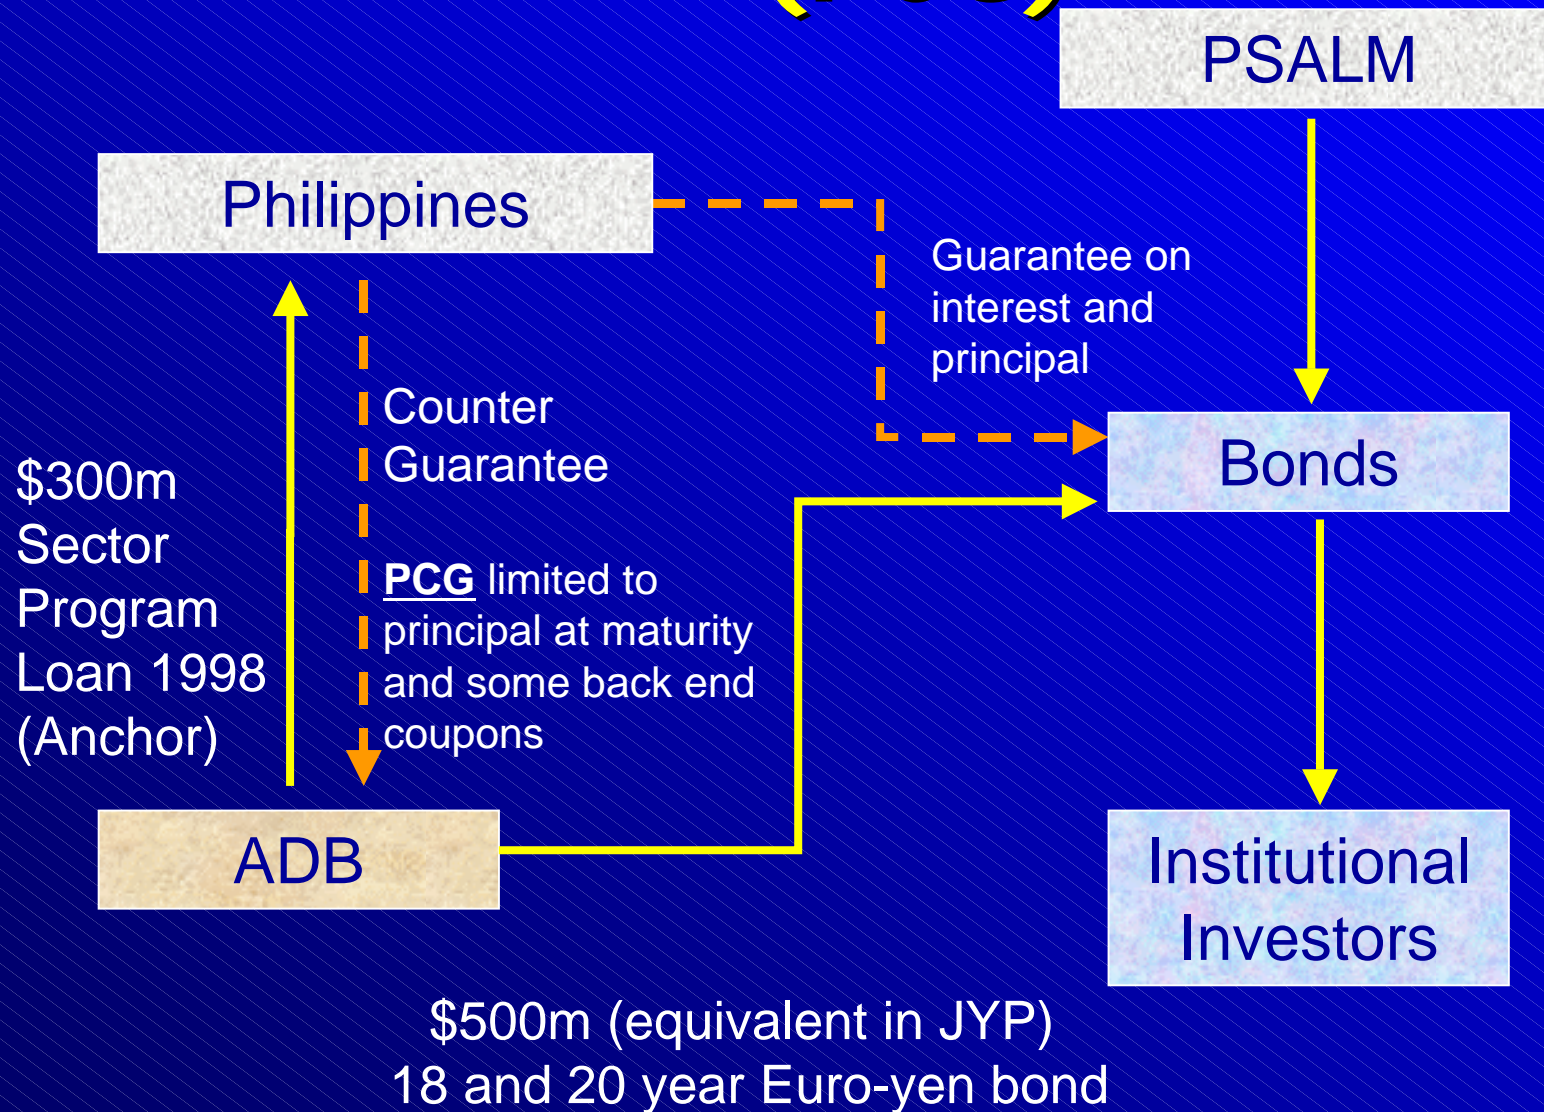 PSALM
Philippines
Guarantee on
interest and
principal
Counter
Guarantee
Bonds
$300m
Sector
Program
Loan 1998
(Anchor)
PCG limited to
principal at maturity
and some back end
coupons
ADB
Institutional
Investors
$500m (equivalent in JYP)
18 and 20 year Euro-yen bond